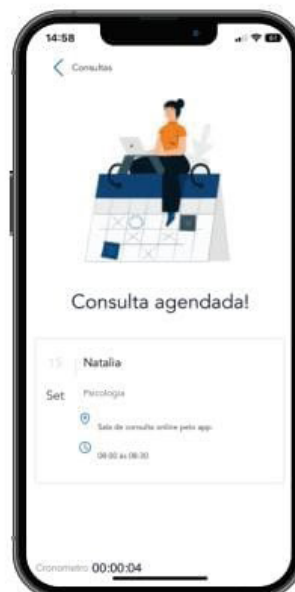 14:58
Consultas
Consulta agendada!
15 Natalia
Set Psicologia
Sala de consulta online pelo app
08:00 às 08:30
Cronometro 00:00:04